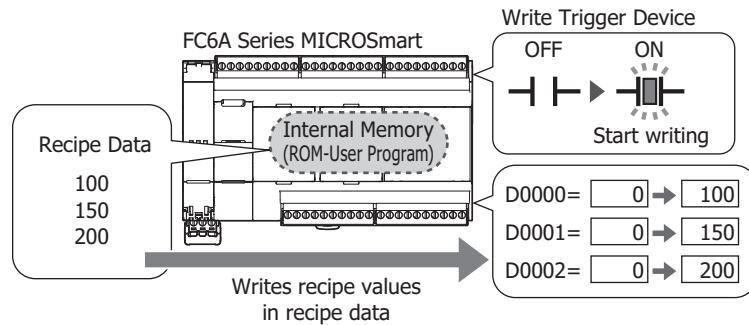 Write Trigger Device
FC6A Series MICROSmart
OFF ON
Start writing
Internal Memory
(ROM-User Program)
Recipe Data
100
150
200
D0000= 0 100
D0001= 0 150
D0002= 0 200
Writes recipe values
in recipe data